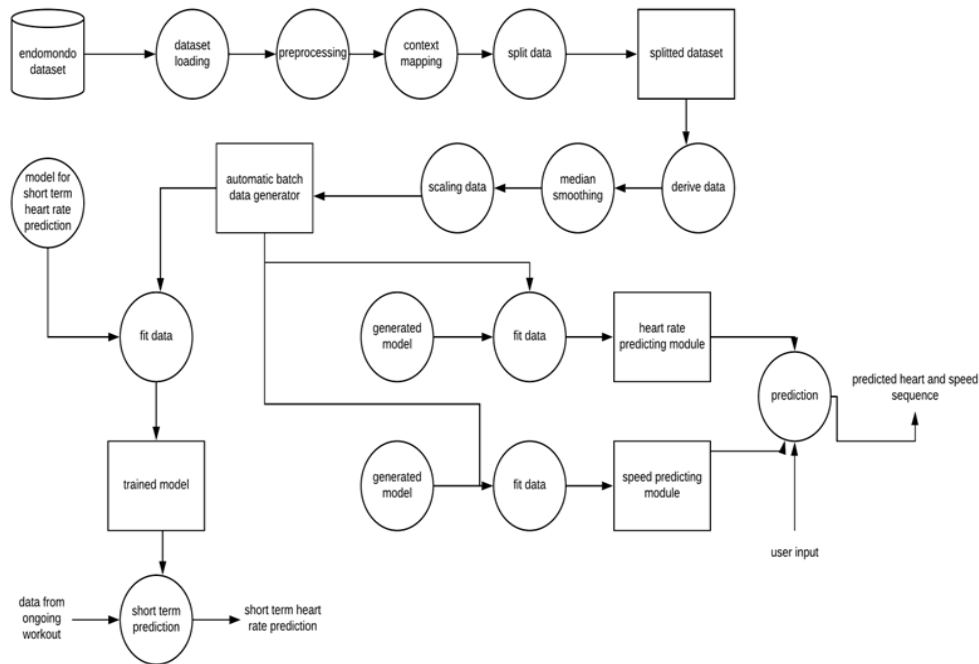 endomondo
dataset
dataset
loading
preprocessing
context
mapping
split data
splitted dataset
model for
short term
heart rate
prediction
automatic batch
data generator
scaling data
median
smoothing
derive data
fit data
generated
model
fit data
heart rate
predicting module
prediction
predicted heart and speed
sequence
trained model
generated
model
fit data
speed predicting
module
user input
data from
ongoing
workout
short term
prediction
short term heart
rate prediction